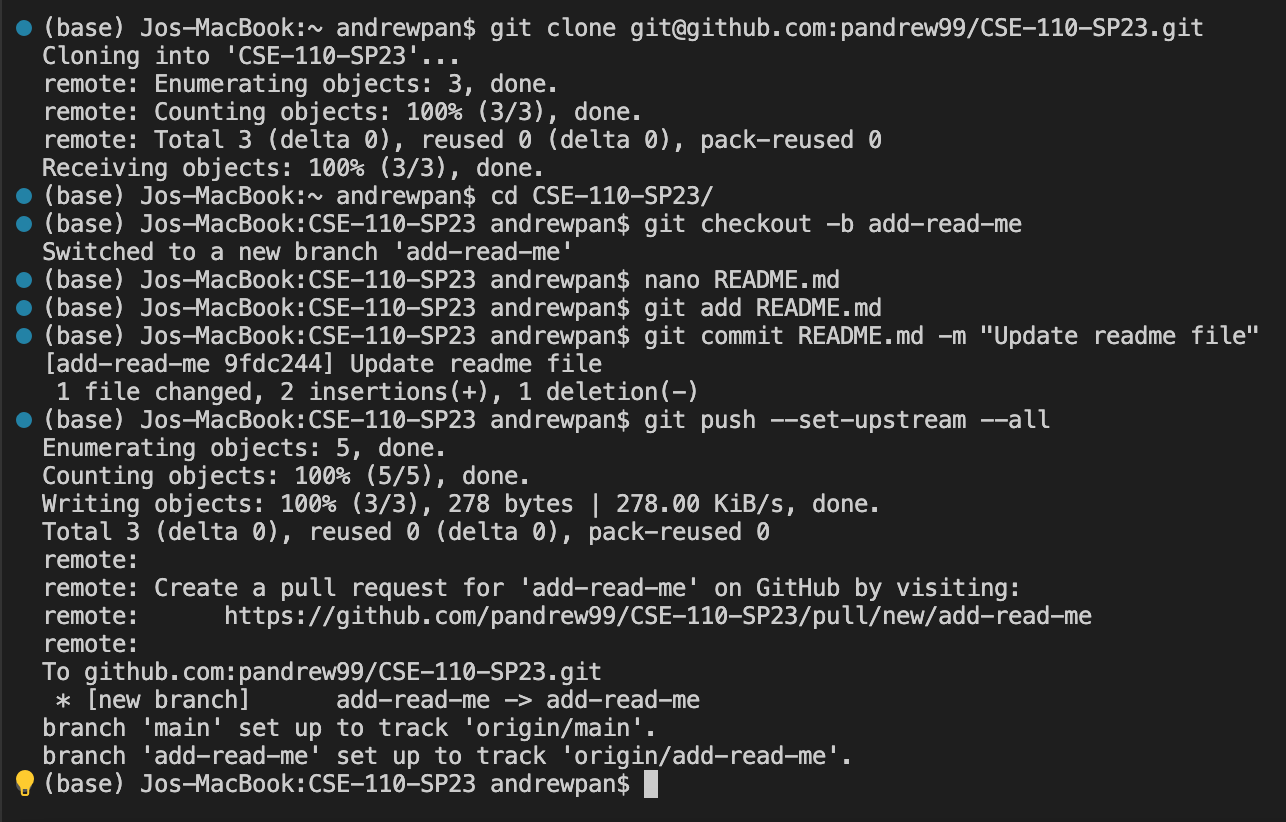 (base) Jos-MacBook:~ andrewpan$ git clone git@github.com:pandrew99/CSE-110-SP23.git
Cloning into 'CSE-110-SP23'...
remote: Enumerating objects: 3, done.
remote: Counting objects: 100% (3/3), done.
remote: Total 3 (delta 0), reused 0 (delta 0), pack-reused 0
Receiving objects: 100% (3/3), done.
(base) Jos-MacBook:~ andrewpan$ cd CSE-110-SP23/
(base) Jos-MacBook:CSE-110-SP23 andrewpan$ git checkout -b add-read-me
Switched to a new branch 'add-read-me'
(base) Jos-MacBook:CSE-110-SP23 andrewpan$ nano README.md
(base) Jos-MacBook:CSE-110-SP23 andrewpan$ git add README.md
(base) Jos-MacBook:CSE-110-SP23 andrewpan$ git commit README.md -m "Update readme file"
[add-read-me 9fdc244] Update readme file
 1 file changed, 2 insertions(+), 1 deletion(-)
(base) Jos-MacBook:CSE-110-SP23 andrewpan$ git push --set-upstream --all
Enumerating objects: 5, done.
Counting objects: 100% (5/5), done.
Writing objects: 100% (3/3), 278 bytes | 278.00 KiB/s, done.
Total 3 (delta 0), reused 0 (delta 0), pack-reused 0
remote:
remote: Create a pull request for 'add-read-me' on GitHub by visiting:
remote:      https://github.com/pandrew99/CSE-110-SP23/pull/new/add-read-me
remote:
To github.com:pandrew99/CSE-110-SP23.git
 * [new branch]      add-read-me -> add-read-me
branch 'main' set up to track 'origin/main'.
branch 'add-read-me' set up to track 'origin/add-read-me'.
(base) Jos-MacBook:CSE-110-SP23 andrewpan$